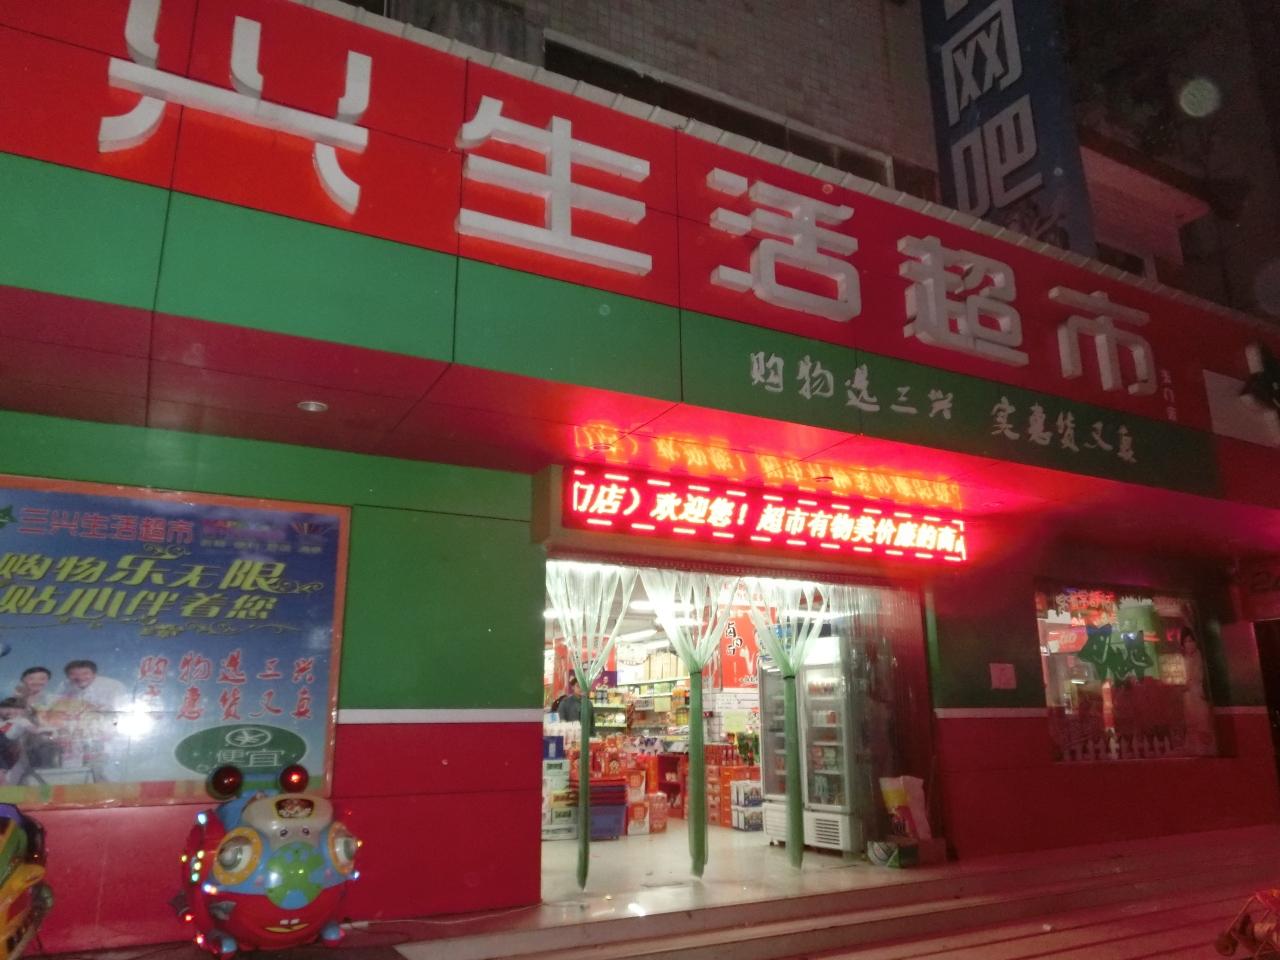 兴生活超市
网吧
购物选三兴 实惠货又真
门店）欢迎您！超市有物美价廉的商
三兴生活超市
购物乐无限
贴心伴着您
购物选三兴
实惠货又真
便宜